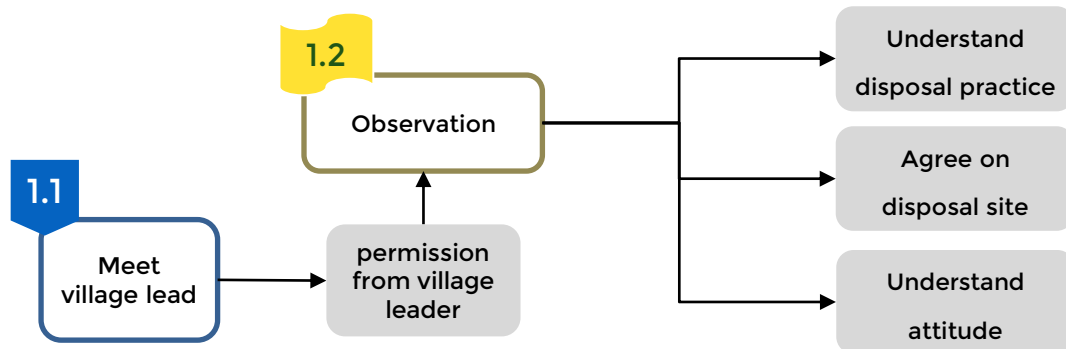 1.1
Meet
village lead
permission
from village
leader
1.2
Observation
Understand
disposal practice
Agree on
disposal site
Understand
attitude